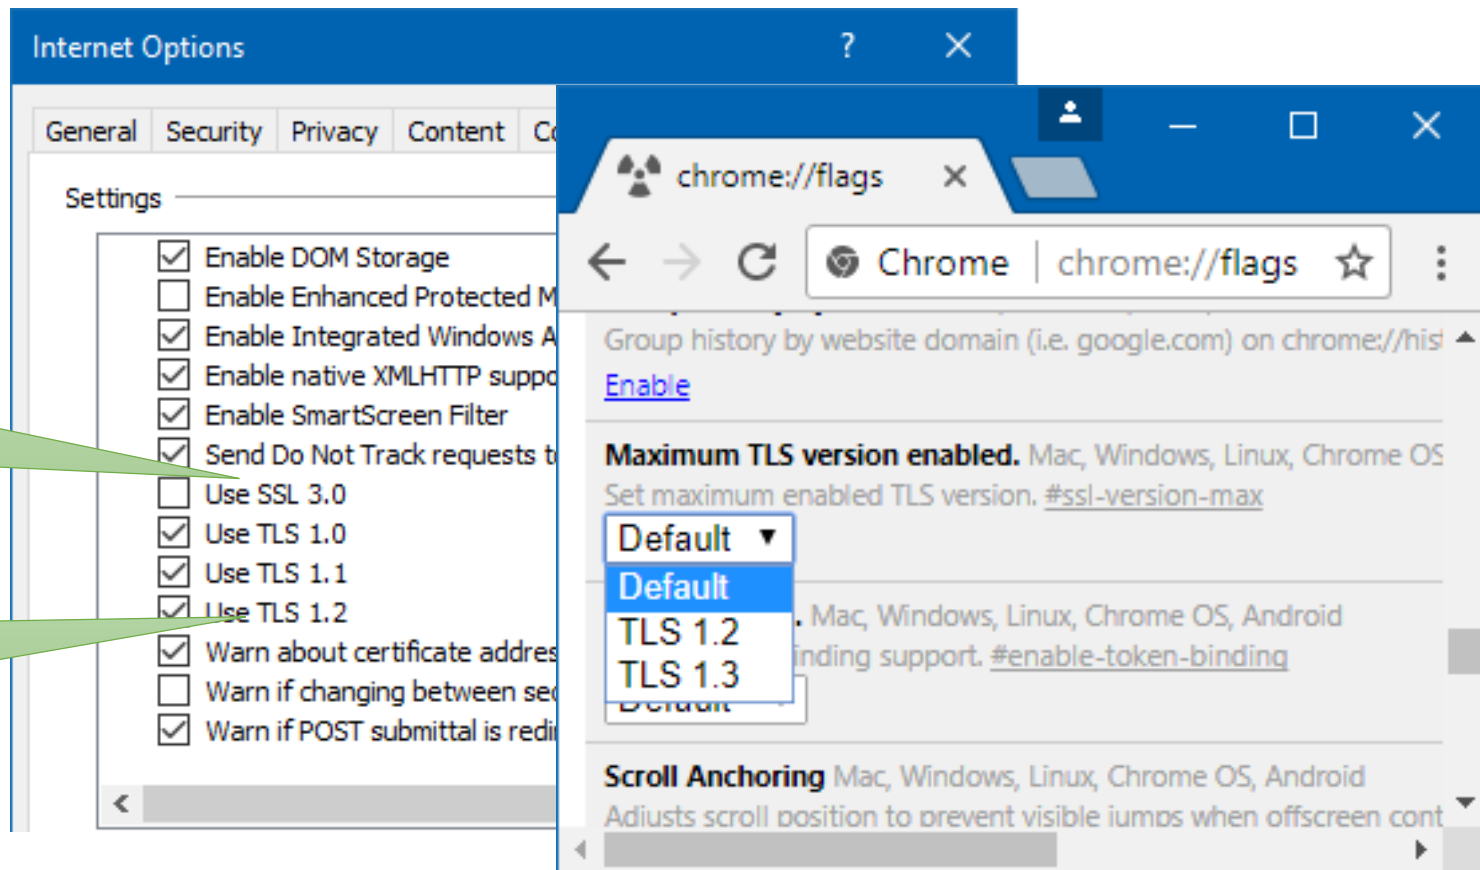 Internet Options
General Security Privacy Content
Settings
Enable DOM Storage
Enable Enhanced Protected
Enable Integrated Windows
Enable native XMLHTTP
Enable SmartScreen Filter
Send Do Not Track requests
Use SSL 3.0
Use TLS 1.0
Use TLS 1.1
Use TLS 1.2
Warn about certificate
Warn if changing between
Warn if POST submittal is
chrome://flags
Chrome | chrome://flags
Group history by website domain (i.e. google.com) on chrome://hist
Enable
Maximum TLS version enabled. Mac, Windows, Linux, Chrome OS
Set maximum enabled TLS version. #ssl-version-max
Default
Default
TLS 1.2
TLS 1.3
. Mac, Windows, Linux, Chrome OS, Android
support. #enable-token-binding
Default
Scroll Anchoring Mac, Windows, Linux, Chrome OS, Android
Adjusts scroll position to prevent visible jumps when offscreen cont